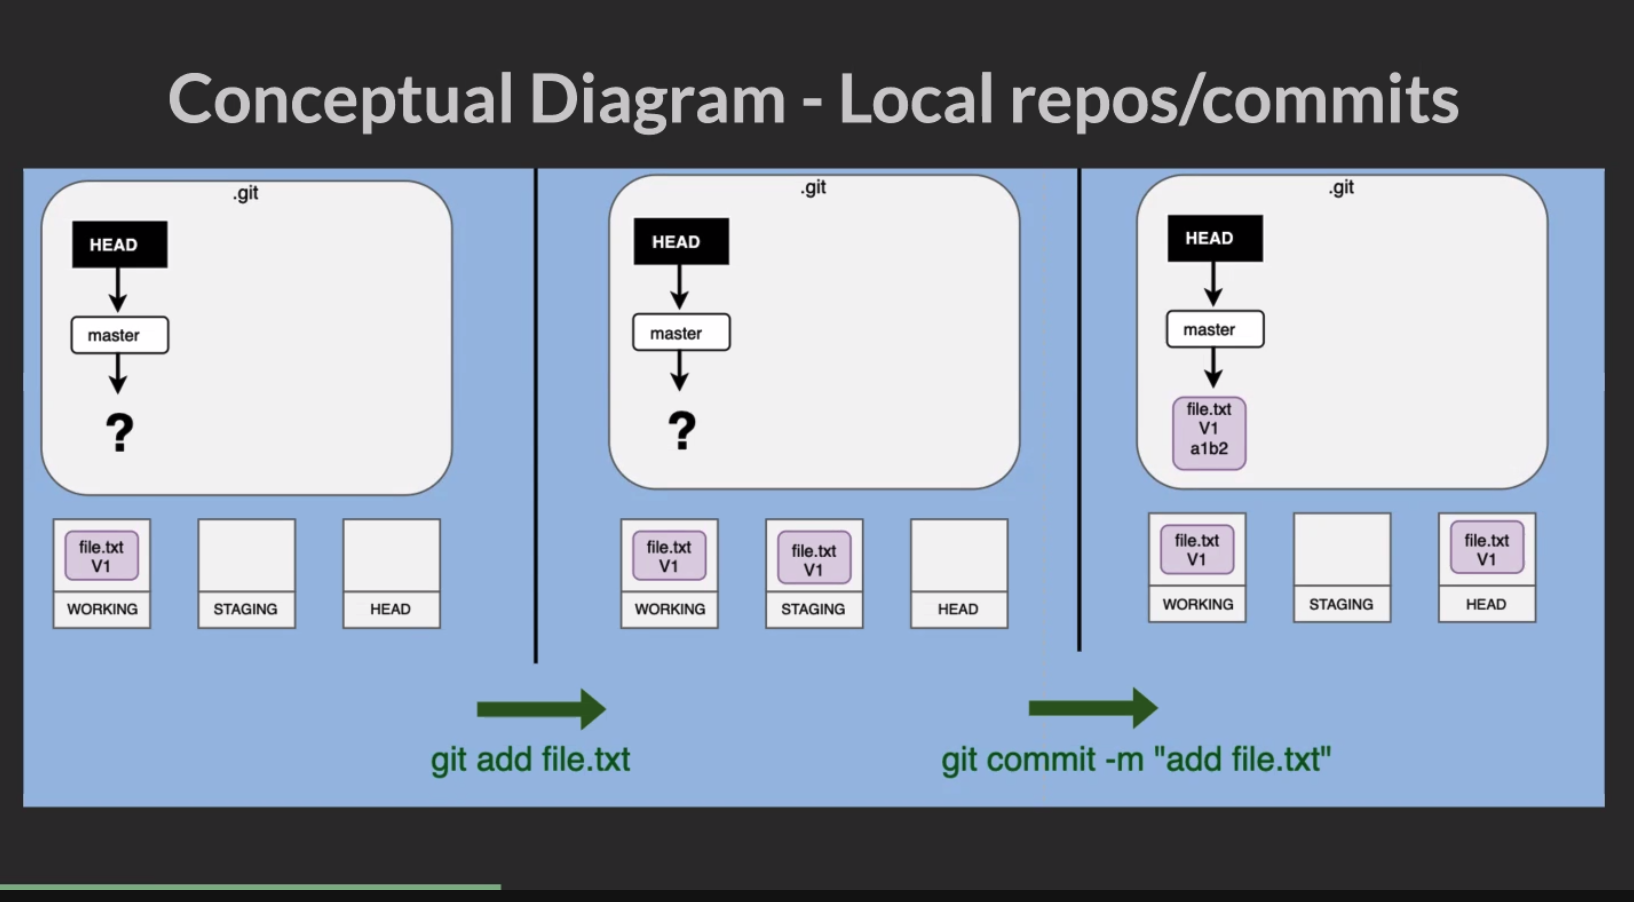 Conceptual Diagram - Local repos/commits
.git
HEAD
master
?
file.txt
V1
WORKING
STAGING
HEAD
.git
HEAD
master
?
file.txt
V1
WORKING
file.txt
V1
STAGING
HEAD
.git
HEAD
master
file.txt
V1
a1b2
file.txt
V1
WORKING
STAGING
file.txt
V1
HEAD
git add file.txt
git commit -m "add file.txt"